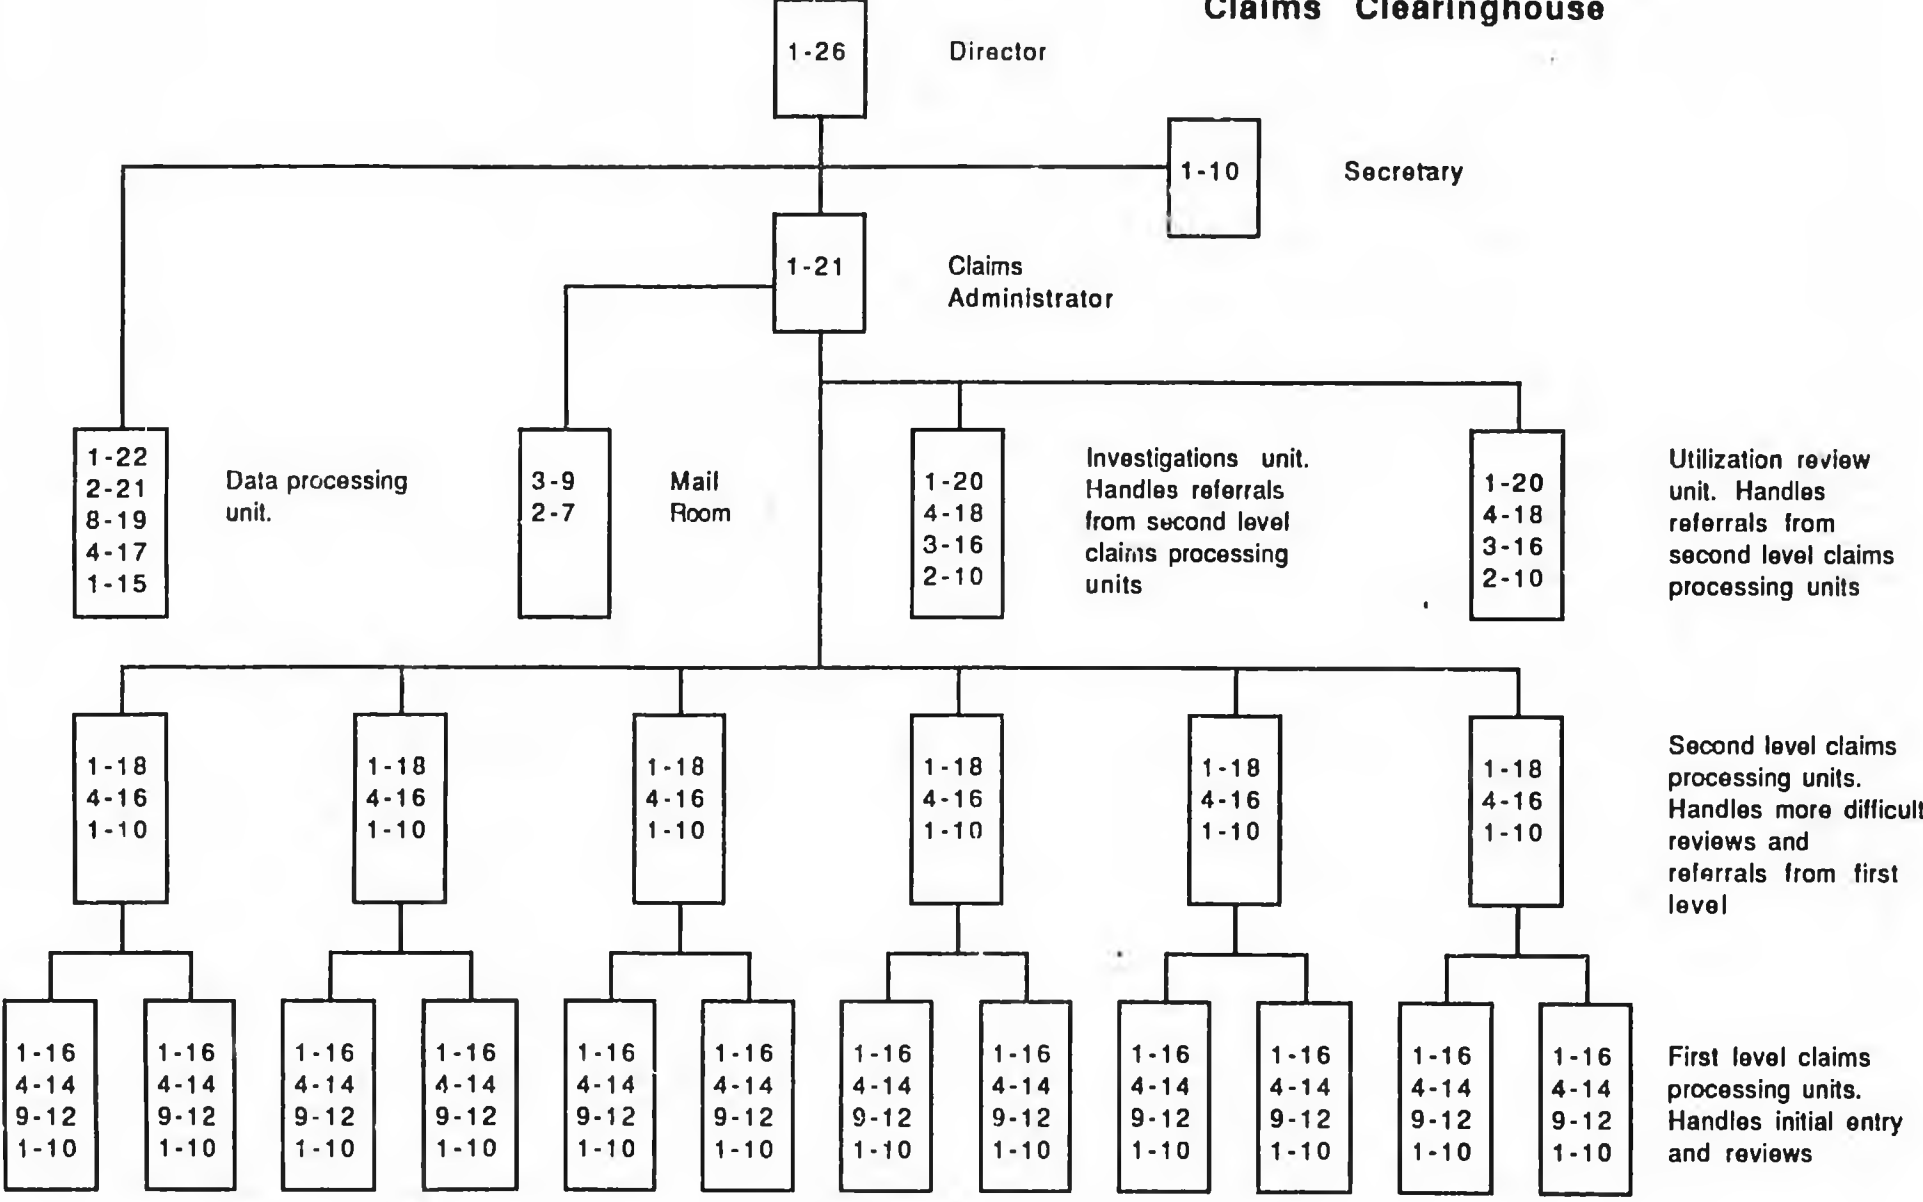 Claims Clearinghouse
1-26
Director
1-10
Secretary
1-21
Claims
Administrator
1-22
2-21
8-19
4-17
1-15
Data processing
unit.
3-9
2-7
Mail
Room
1-20
4-18
3-16
2-10
Investigations unit.
Handles referrals
from second level
claims processing
units
1-20
4-18
3-16
2-10
Utilization review
unit. Handles
referrals from
second level claims
processing units
1-18
4-16
1-10
1-18
4-16
1-10
1-18
4-16
1-10
1-18
4-16
1-10
1-18
4-16
1-10
1-18
4-16
1-10
Second level claims
processing units.
Handles more difficult
reviews and
referrals from first
level
1-16
4-14
9-12
1-10
1-16
4-14
9-12
1-10
1-16
4-14
9-12
1-10
1-16
4-14
9-12
1-10
1-16
4-14
9-12
1-10
1-16
4-14
9-12
1-10
1-16
4-14
9-12
1-10
1-16
4-14
9-12
1-10
1-16
4-14
9-12
1-10
1-16
4-14
9-12
1-10
1-16
4-14
9-12
1-10
1-16
4-14
9-12
1-10
First level claims
processing units.
Handles initial entry
and reviews